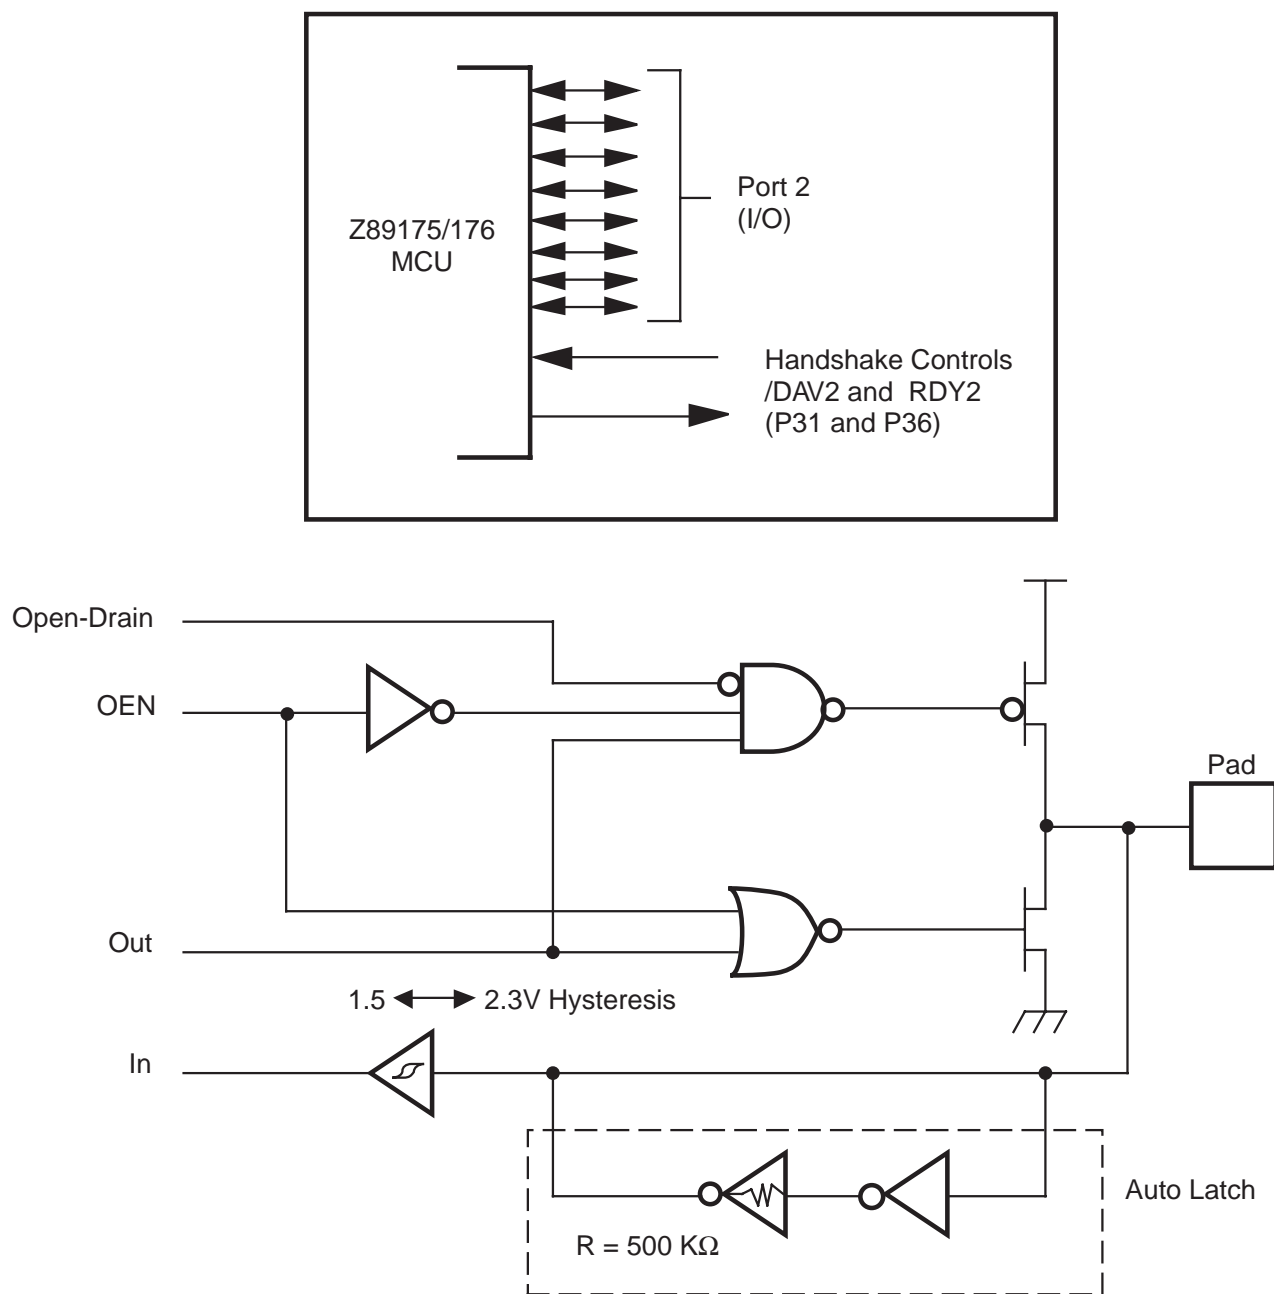 Z89175/176
MCU
Port 2
(I/O)
Handshake Controls
/DAV2 and RDY2
(P31 and P36)
Open-Drain
OEN
Pad
Out
1.5 2.3V Hysteresis
In
Auto Latch
R = 500 KΩ